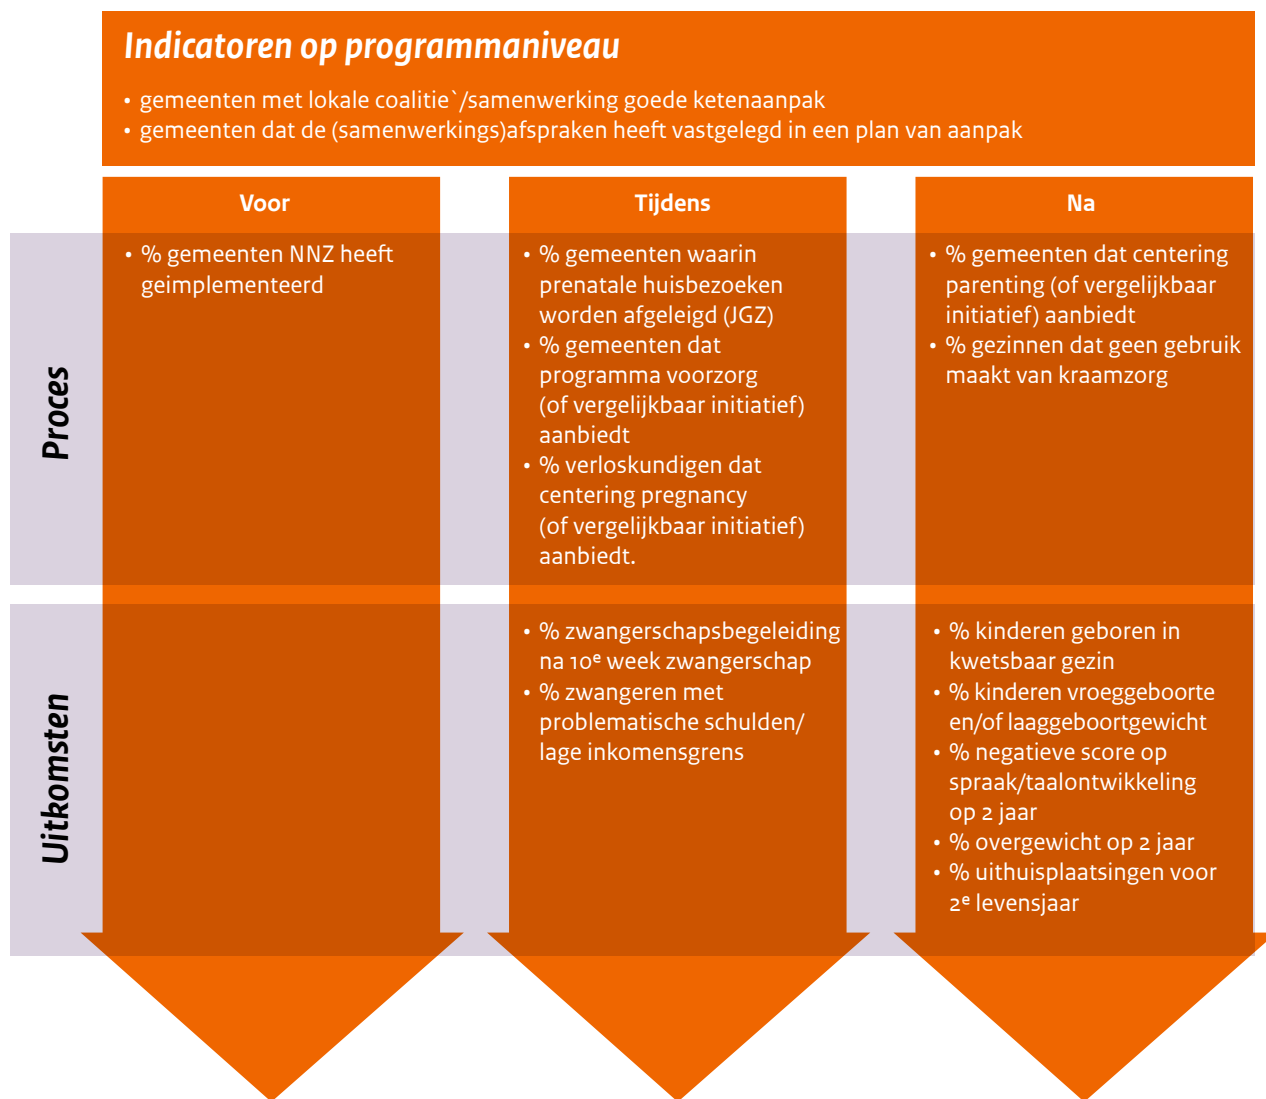 Indicatoren op programmaniveau
• gemeenten met lokale coalitie`/samenwerking goede ketenaanpak
• gemeenten dat de (samenwerkings)afspraken heeft vastgelegd in een plan van aanpak
Voor
Tijdens
Na
Proces
• % gemeenten NNZ heeft
geimplementeerd
• % gemeenten waarin
prenatale huisbezoeken
worden afgeleigd (JGZ)
• % gemeenten dat
programma voorzorg
(of vergelijkbaar initiatief)
aanbiedt
• % verloskundigen dat
centering pregnancy
(of vergelijkbaar initiatief)
aanbiedt.
• % gemeenten dat centering
parenting (of vergelijkbaar
initiatief) aanbiedt
• % gezinnen dat geen gebruik
maakt van kraamzorg
Uitkomsten
• % zwangerschapsbegeleiding
na 10e week zwangerschap
• % zwangeren met
problematische schulden/
lage inkomensgrens
• % kinderen geboren in
kwetsbaar gezin
• % kinderen vroeggeboorte
en/of laaggeboortgewicht
• % negatieve score op
spraak/taalontwikkeling
op 2 jaar
• % overgewicht op 2 jaar
• % uithuisplaatsingen voor
2e levensjaar